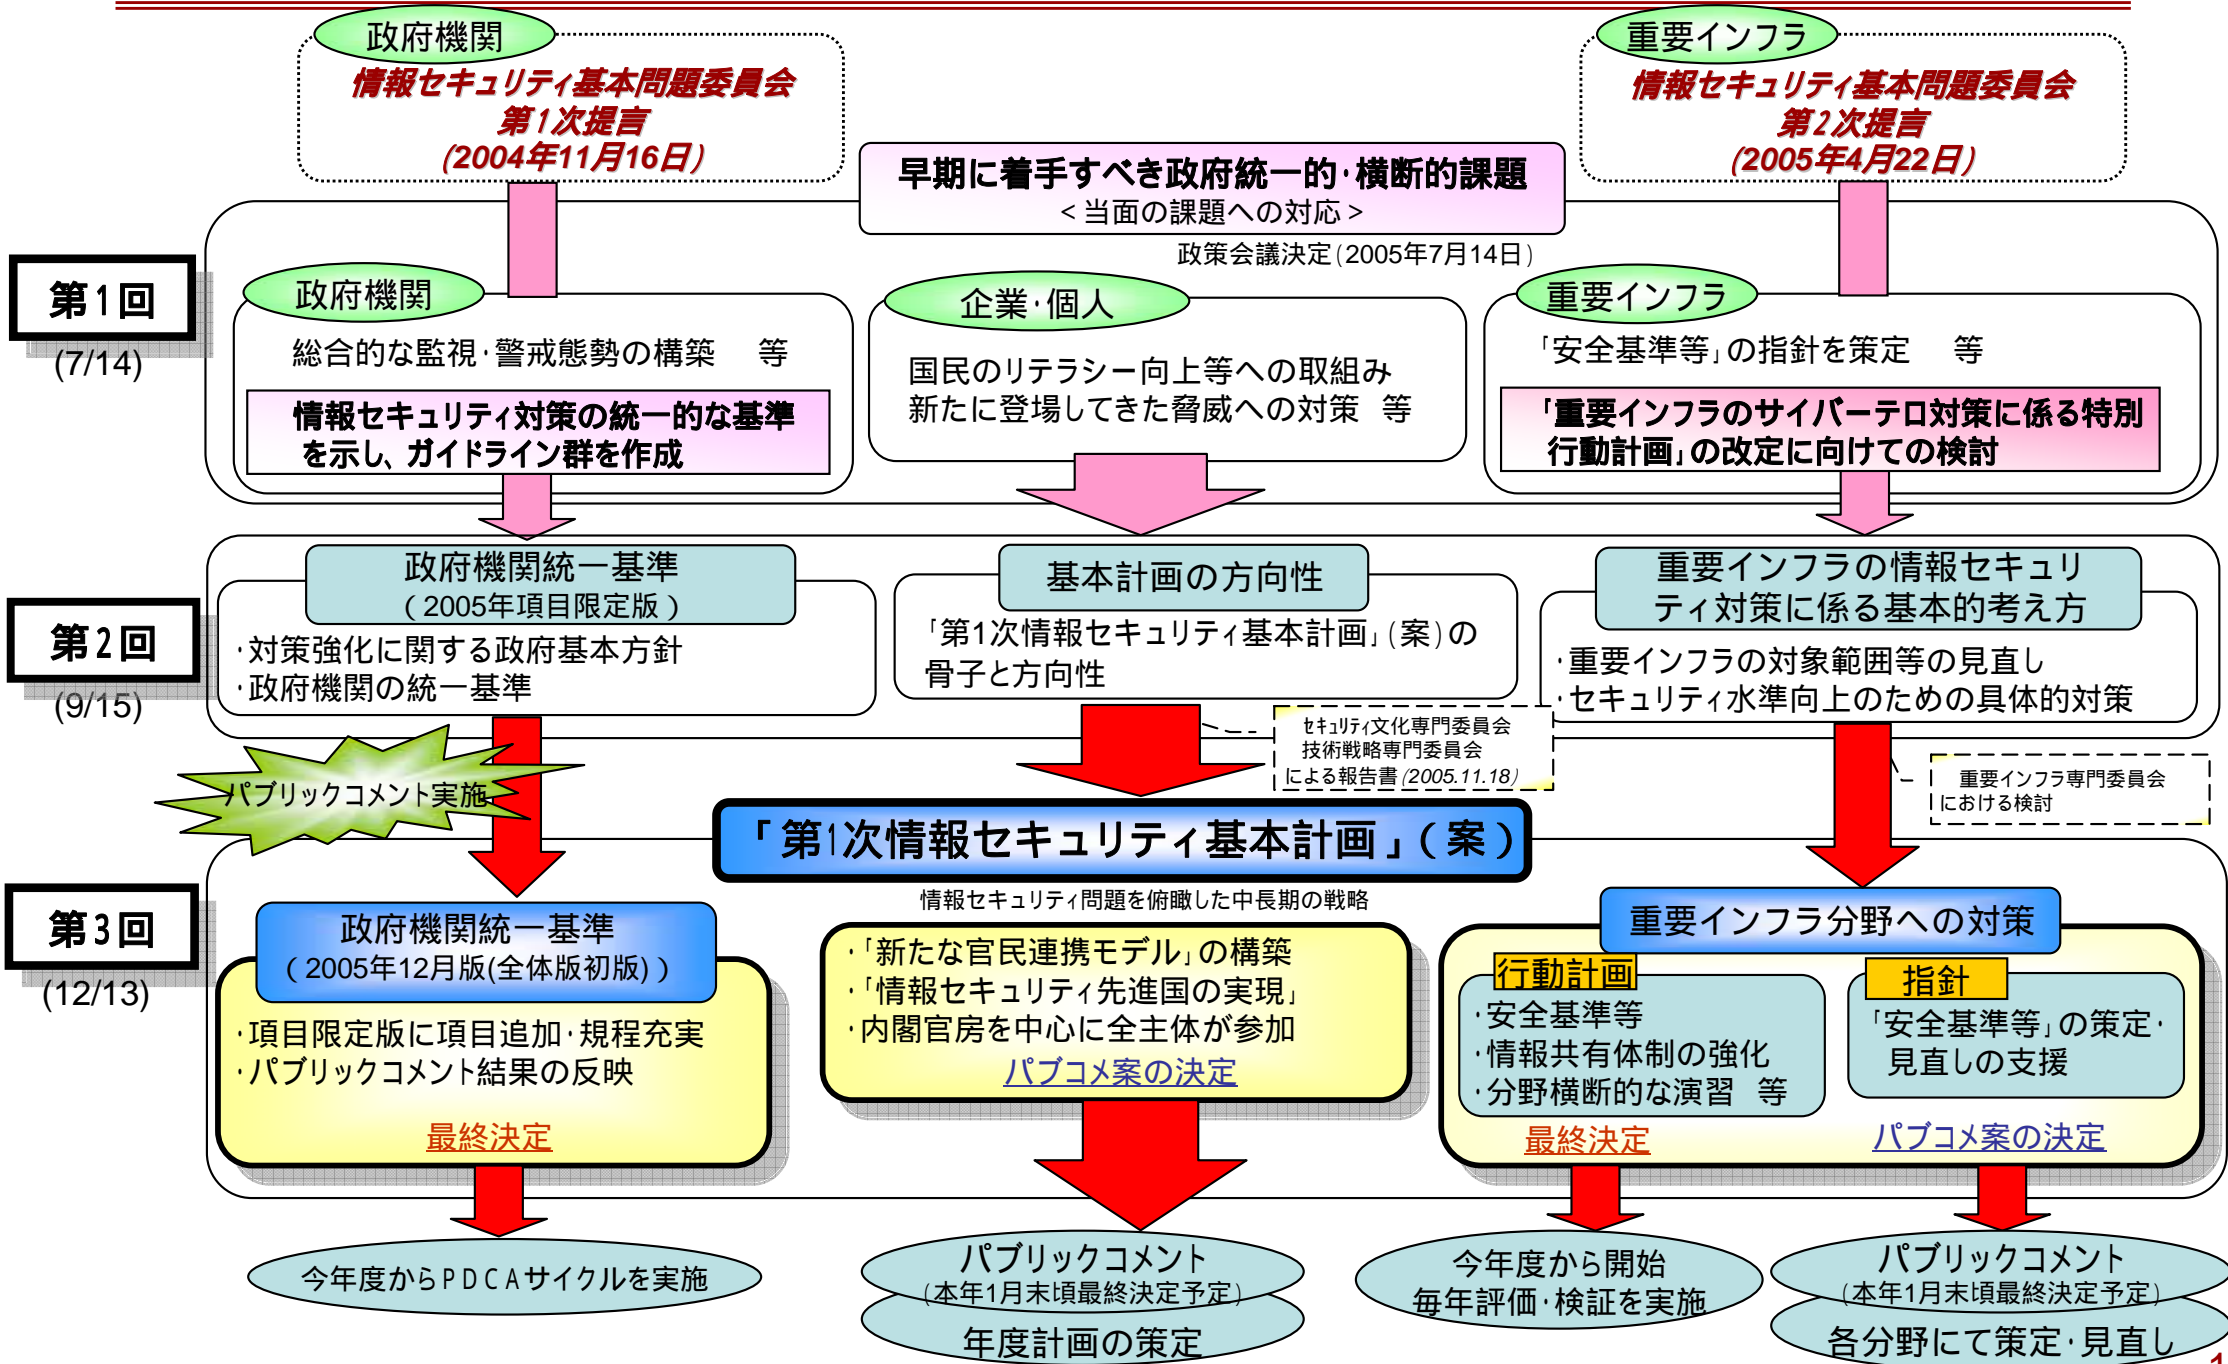 政府機関
情報セキュリティ基本問題委員会
第1次提言
(2004年11月16日)
重要インフラ
情報セキュリティ基本問題委員会
第2次提言
(2005年4月22日)
早期に着手すべき政府統一的・横断的課題
<当面の課題への対応>
政策会議決定(2005年7月14日)
第1回
(7/14)
政府機関
総合的な監視・警戒態勢の構築 等
情報セキュリティ対策の統一的な基準
を示し、ガイドライン群を作成
企業・個人
国民のリテラシー向上等への取組み
新たに登場してきた脅威への対策 等
重要インフラ
「安全基準等」の指針を策定 等
「重要インフラのサイバーテロ対策に係る特別
行動計画」の改定に向けての検討
第2回
(9/15)
政府機関統一基準
(2005年項目限定版)
・対策強化に関する政府基本方針
・政府機関の統一基準
基本計画の方向性
「第1次情報セキュリティ基本計画」(案)の
骨子と方向性
重要インフラの情報セキュリ
ティ対策に係る基本的考え方
・重要インフラの対象範囲等の見直し
・セキュリティ水準向上のための具体的対策
パブリックコメント実施
セキュリティ文化専門委員会
技術戦略専門委員会
による報告書(2005.11.18)
重要インフラ専門委員会
における検討
「第1次情報セキュリティ基本計画」(案)
情報セキュリティ問題を俯瞰した中長期の戦略
第3回
(12/13)
政府機関統一基準
(2005年12月版(全体版初版))
・項目限定版に項目追加・規程充実
・パブリックコメント結果の反映
最終決定
・「新たな官民連携モデル」の構築
・「情報セキュリティ先進国の実現」
・内閣官房を中心に全主体が参加
パブコメ案の決定
重要インフラ分野への対策
行動計画
・安全基準等
・情報共有体制の強化
・分野横断的な演習 等
最終決定
指針
「安全基準等」の策定・
見直しの支援
パブコメ案の決定
今年度からPDCAサイクルを実施
パブリックコメント
(本年1月末頃最終決定予定)
年度計画の策定
今年度から開始
毎年評価・検証を実施
パブリックコメント
(本年1月末頃最終決定予定)
各分野にて策定・見直し
1